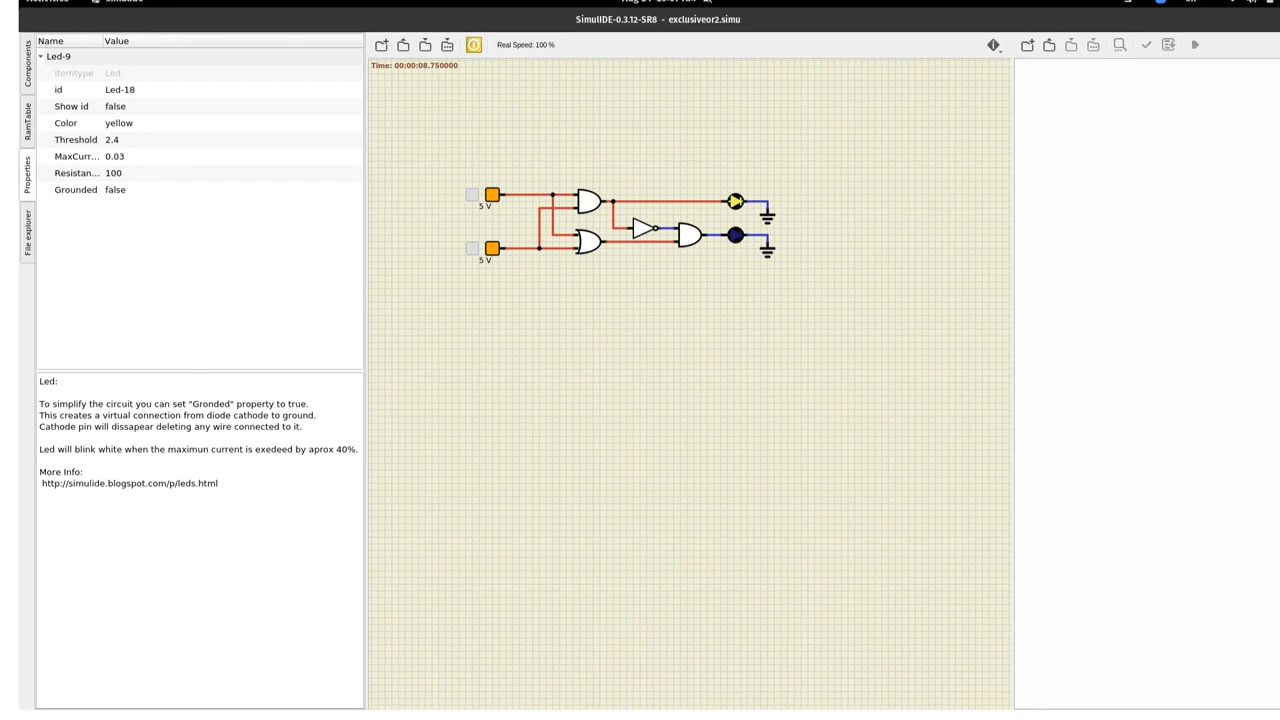 SimulIDE-0.3.12-SR8 - exclusiveor2.simu
Components
RamTable
Properties
File explorer
Name Value
Led-9
itemtype Led
id Led-18
Show id false
Color yellow
Threshold 2.4
MaxCurr... 0.03
Resistan... 100
Grounded false
Led:
To simplify the circuit you can set "Gronded" property to true.
This creates a virtual connection from diode cathode to ground.
Cathode pin will dissapear deleting any wire connected to it.
Led will blink white when the maximun current is exedeed by aprox 40%.
More Info:
http://simulide.blogspot.com/p/leds.html
Real Speed: 100 %
Time: 00:00:08.750000
5 V
5 V